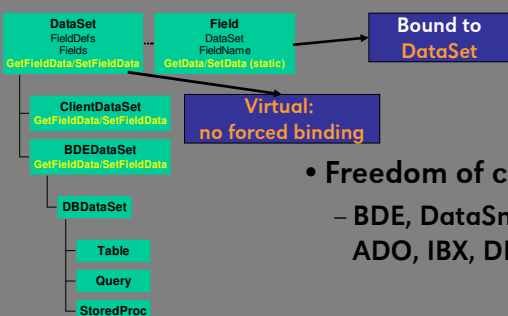 DataSet
FieldDefs
Fields
GetFieldData/SetFieldData
Field
DataSet
FieldName
GetData/SetData (static)
Bound to
DataSet
ClientDataSet
GetFieldData/SetFieldData
Virtual:
no forced binding
BDEDataSet
GetFieldData/SetFieldData
DBDataSet
Table
Query
StoredProc
• Freedom of
– BDE,
ADO, IBX,